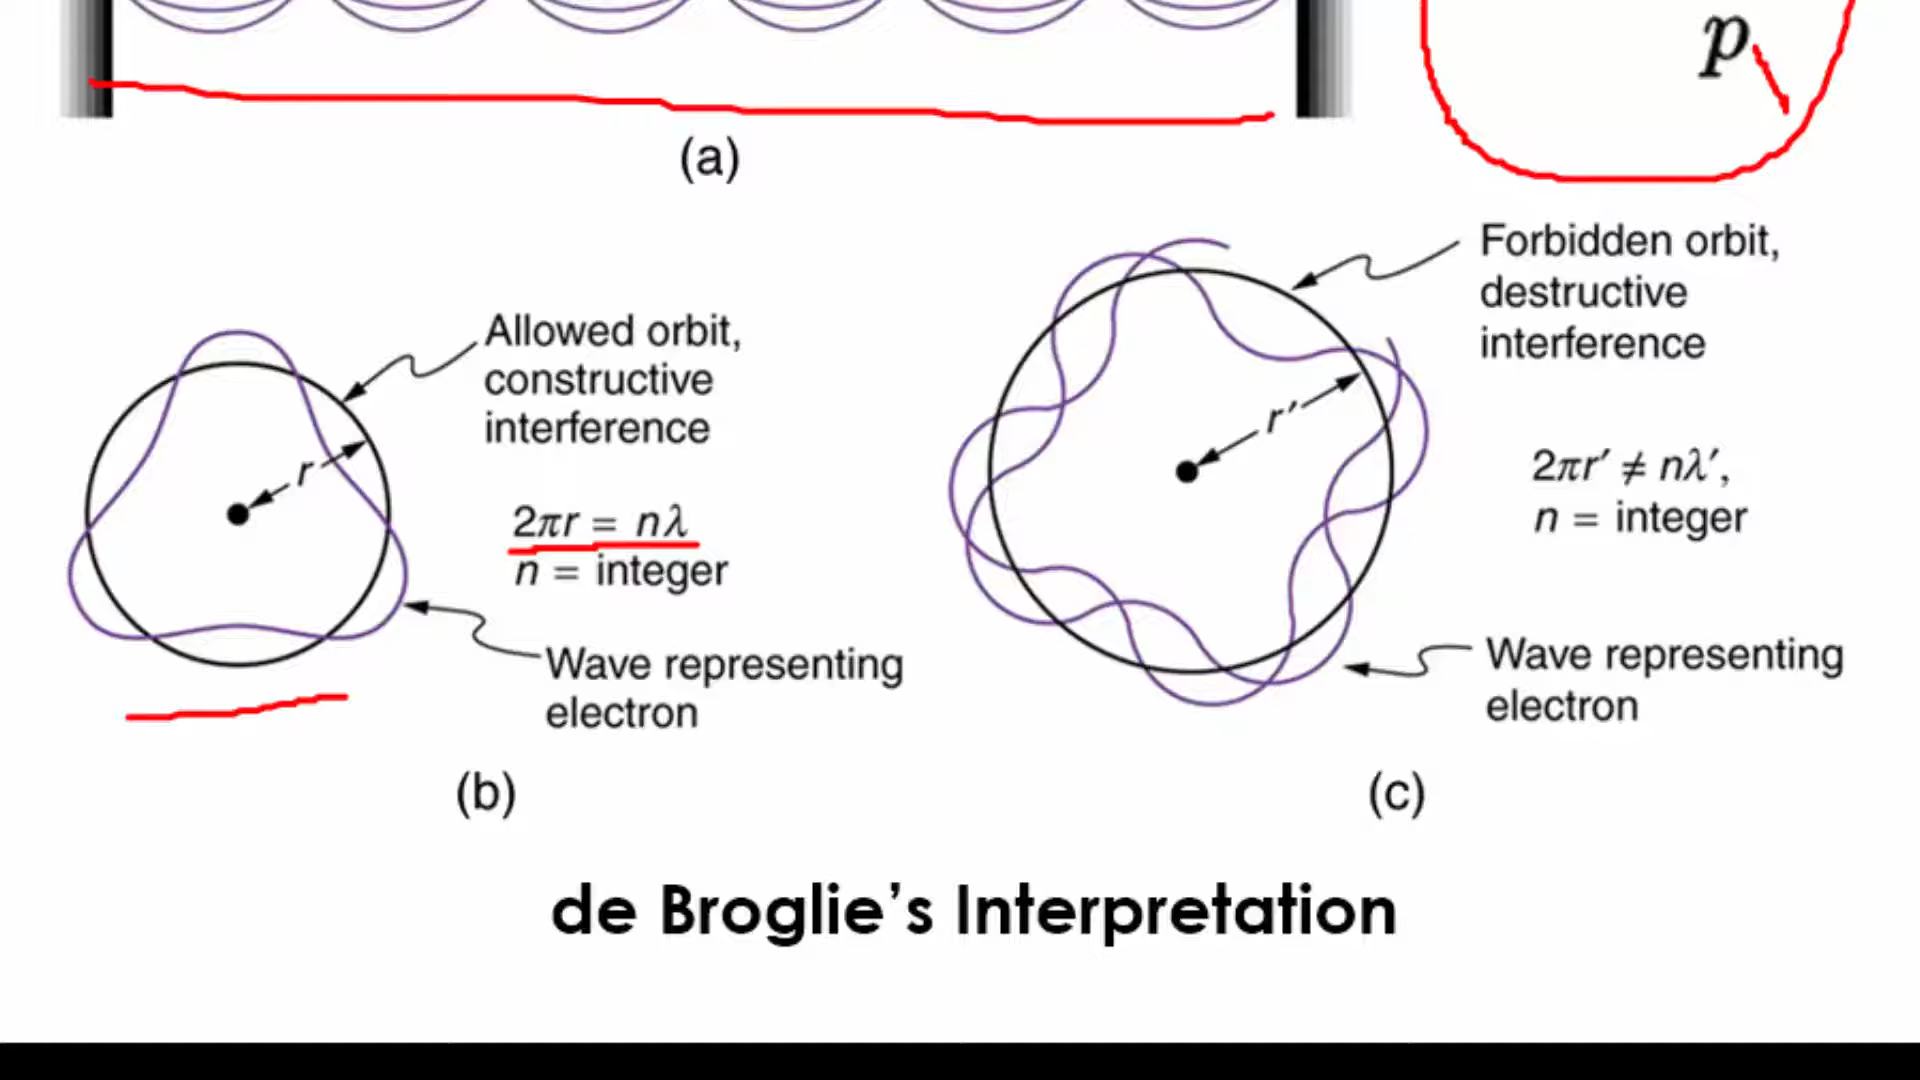 p
(a)
Forbidden orbit,
destructive
interference
Allowed orbit,
constructive
interference
r
r′
2πr = nλ
n = integer
2πr′ ≠ nλ′,
n = integer
Wave representing
electron
Wave representing
electron
(b)
(c)
de Broglie’s Interpretation